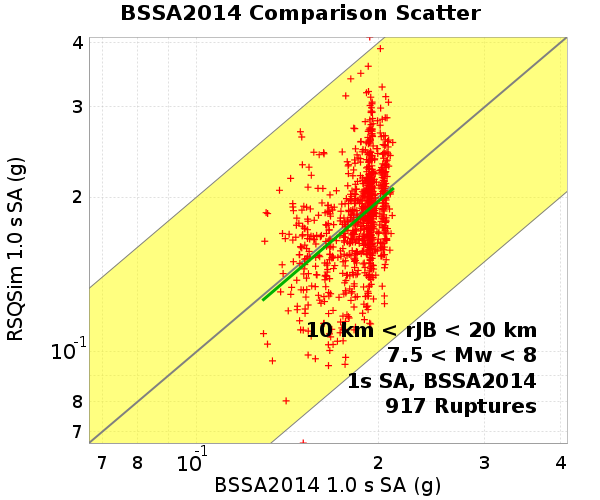 BSSA2014 Comparison Scatter
RSQSim 1.0 s SA (g)
4
3
2
10-1
8
7
10 km < rJB < 20 km
7.5 < Mw < 8
1s SA, BSSA2014
917 Ruptures
7 8 10-1 2 3 4
BSSA2014 1.0 s SA (g)